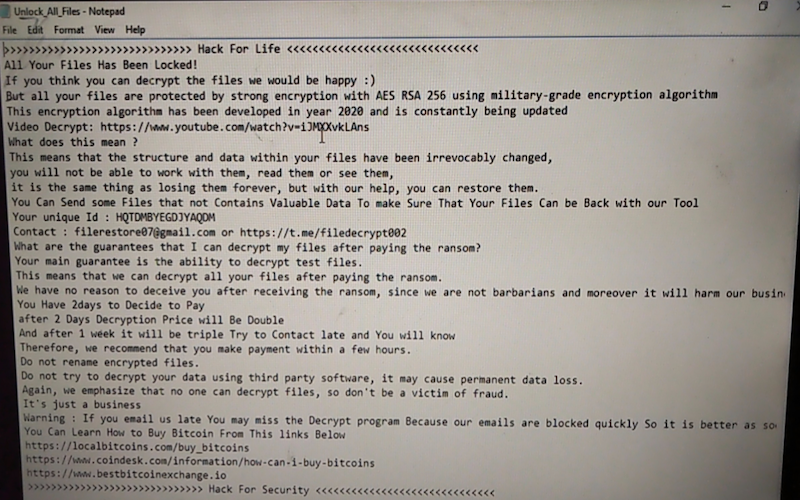 Unlock_All_Files - Notepad
File Edit Format View Help
>>>>>>>>>>>>>>>>>>>>>>>>>>>>>> Hack For Life <<<<<<<<<<<<<<<<<<<<<<<<<<<<<<
All Your Files Has Been Locked!
If you think you can decrypt the files we would be happy :)
But all your files are protected by strong encryption with AES RSA 256 using military-grade encryption algorithm
This encryption algorithm has been developed in year 2020 and is constantly being updated
Video Decrypt: https://www.youtube.com/watch?v=iJMXXvkLAns
What does this mean ?
This means that the structure and data within your files have been irrevocably changed,
you will not be able to work with them, read them or see them,
it is the same thing as losing them forever, but with our help, you can restore them.
You Can Send some Files that not Contains Valuable Data To make Sure That Your Files Can be Back with our Tool
Your unique Id : HQTDMBYEGDJYAQDM
Contact : filerestore07@gmail.com or https://t.me/filedecrypt002
What are the guarantees that I can decrypt my files after paying the ransom?
Your main guarantee is the ability to decrypt test files.
This means that we can decrypt all your files after paying the ransom.
We have no reason to deceive you after receiving the ransom, since we are not barbarians and moreover it will harm our busin
You Have 2days to Decide to Pay
after 2 Days Decryption Price will Be Double
And after 1 week it will be triple Try to Contact late and You will know
Therefore, we recommend that you make payment within a few hours.
Do not rename encrypted files.
Do not try to decrypt your data using third party software, it may cause permanent data loss.
Again, we emphasize that no one can decrypt files, so don't be a victim of fraud.
It's just a business
Warning : If you email us late You may miss the Decrypt program Because our emails are blocked quickly So it is better as so
You Can Learn How to Buy Bitcoin From This links Below
https://localbitcoins.com/buy_bitcoins
https://www.coindesk.com/information/how-can-i-buy-bitcoins
https://www.bestbitcoinexchange.io
>>>>>>>>>>>>>>>>>>>>>>>>>>>>>> Hack For Security <<<<<<<<<<<<<<<<<<<<<<<<<<<<<<